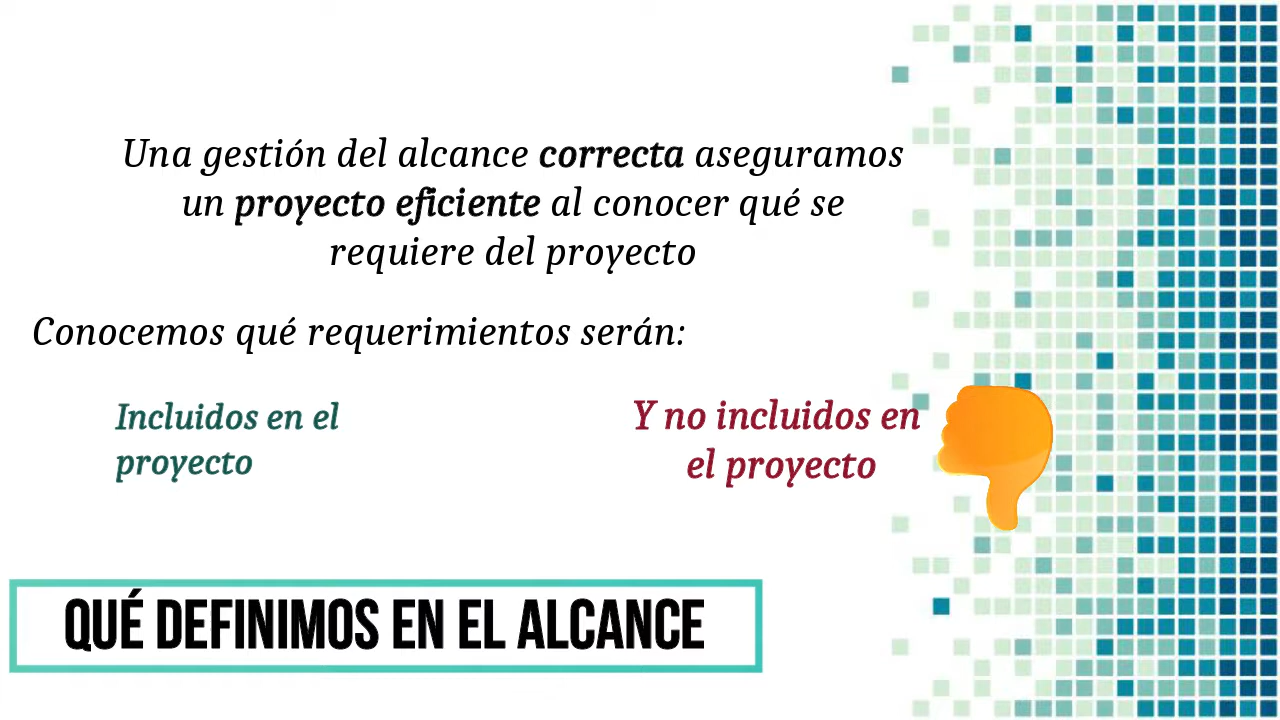 Una gestión del alcance correcta aseguramos
un proyecto eficiente al conocer qué se
requiere del proyecto
Conocemos qué requerimientos serán:
Incluidos en el
proyecto
Y no incluidos en
el proyecto
QUÉ DEFINIMOS EN EL ALCANCE